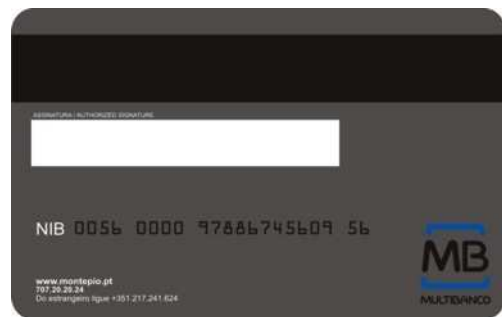 ASSINATURA / AUTHORIZED SIGNATURE
NIB 0056 0000 97886745609 56
MB
MULTIBANCO
www.montepio.pt
707.20.20.24
Do estrangeiro ligue +351.217.241.624